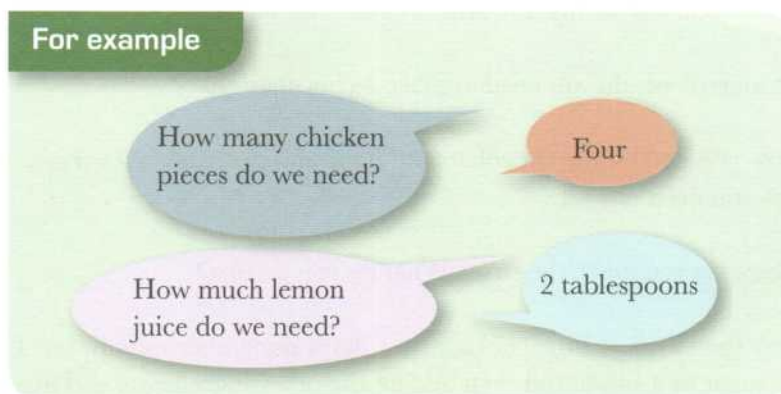 For example
How many chicken
pieces do we need?
Four
How much lemon
juice do we need?
2 tablespoons